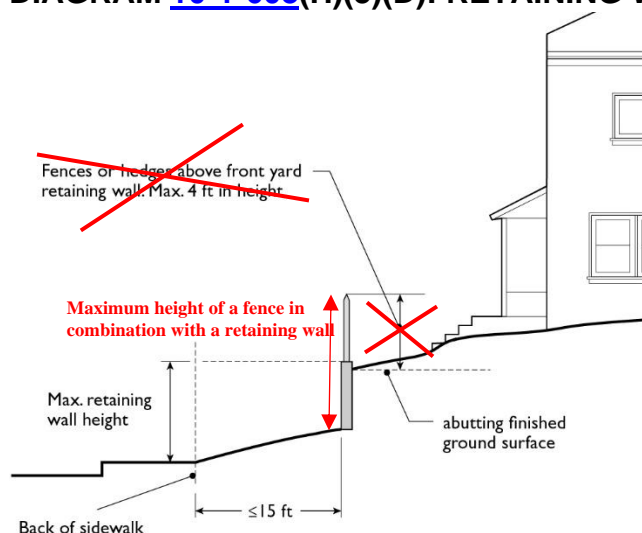 Fences or hedges above front yard
retaining wall. Max. 4 ft in height
Maximum height of a fence in
combination with a retaining wall
Max. retaining
wall height
abutting finished
ground surface
≤15 ft
Back of sidewalk